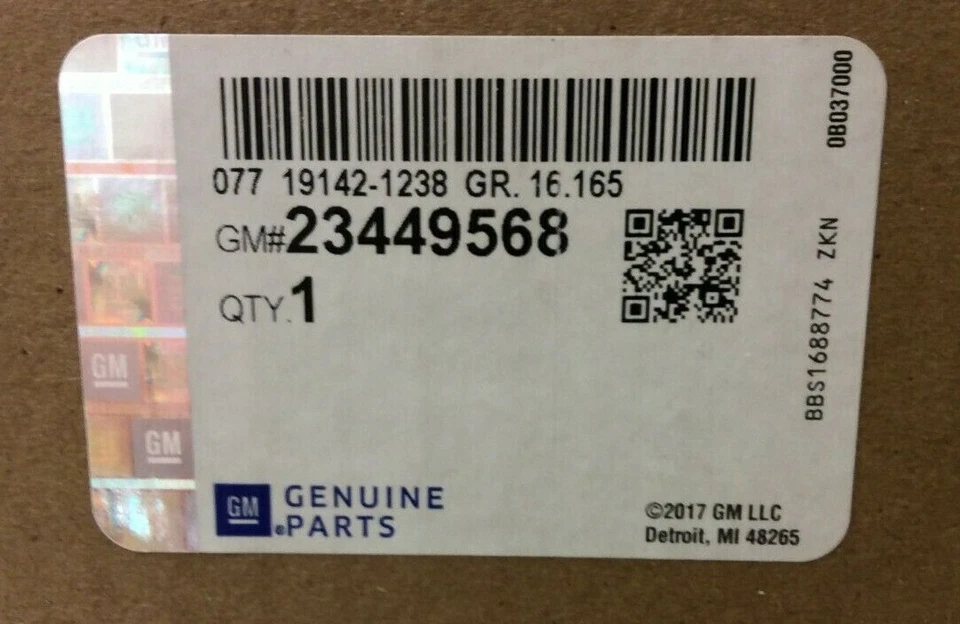 077 19142-1238 GR. 16.165
GM#23449568
QTY.1
GM GENUINE
PARTS
©2017 GM LLC
Detroit, MI 48265
0B037000
BBS1688774 ZKN
GM
GM
GM